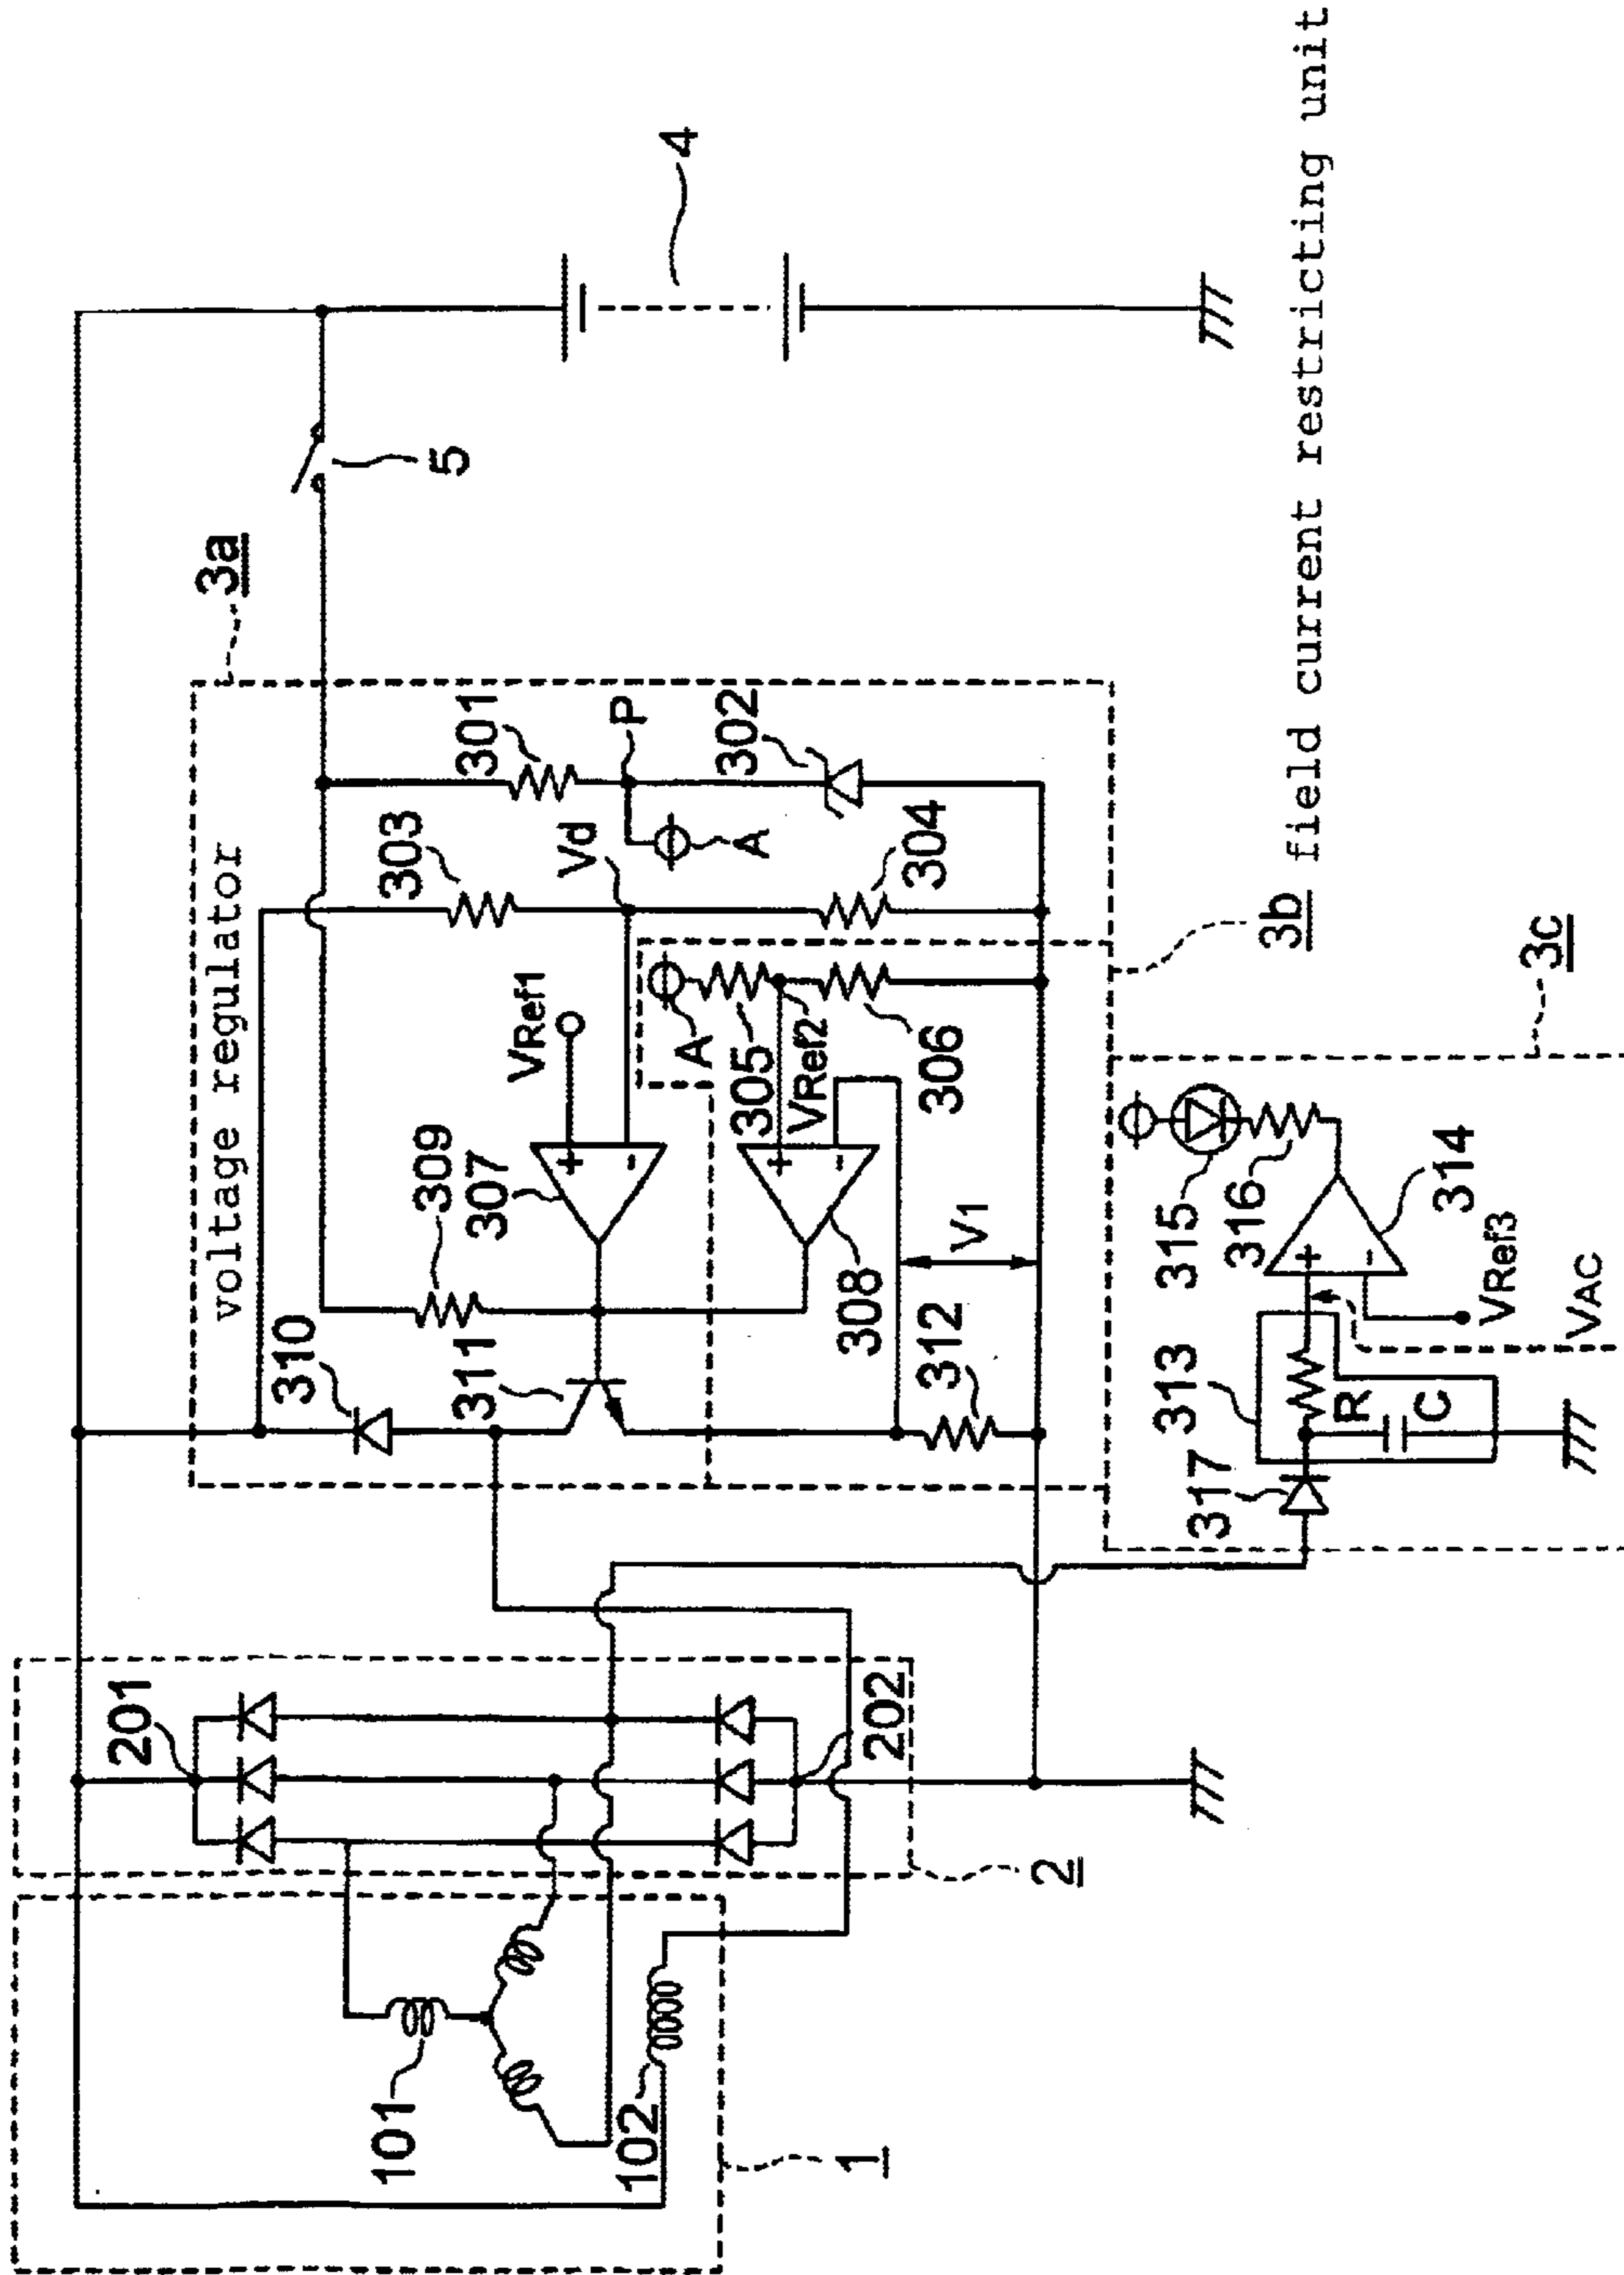 3a
voltage regulator
5
4
201
310
309
303
301
311
307
VRef1
Vd
P
A
302
101
A
305
VRef2
304
102
202
308
306
312
V1
1
2
3b field current restricting unit
3c
317
313
315
316
R
C
314
VRef3
VAC